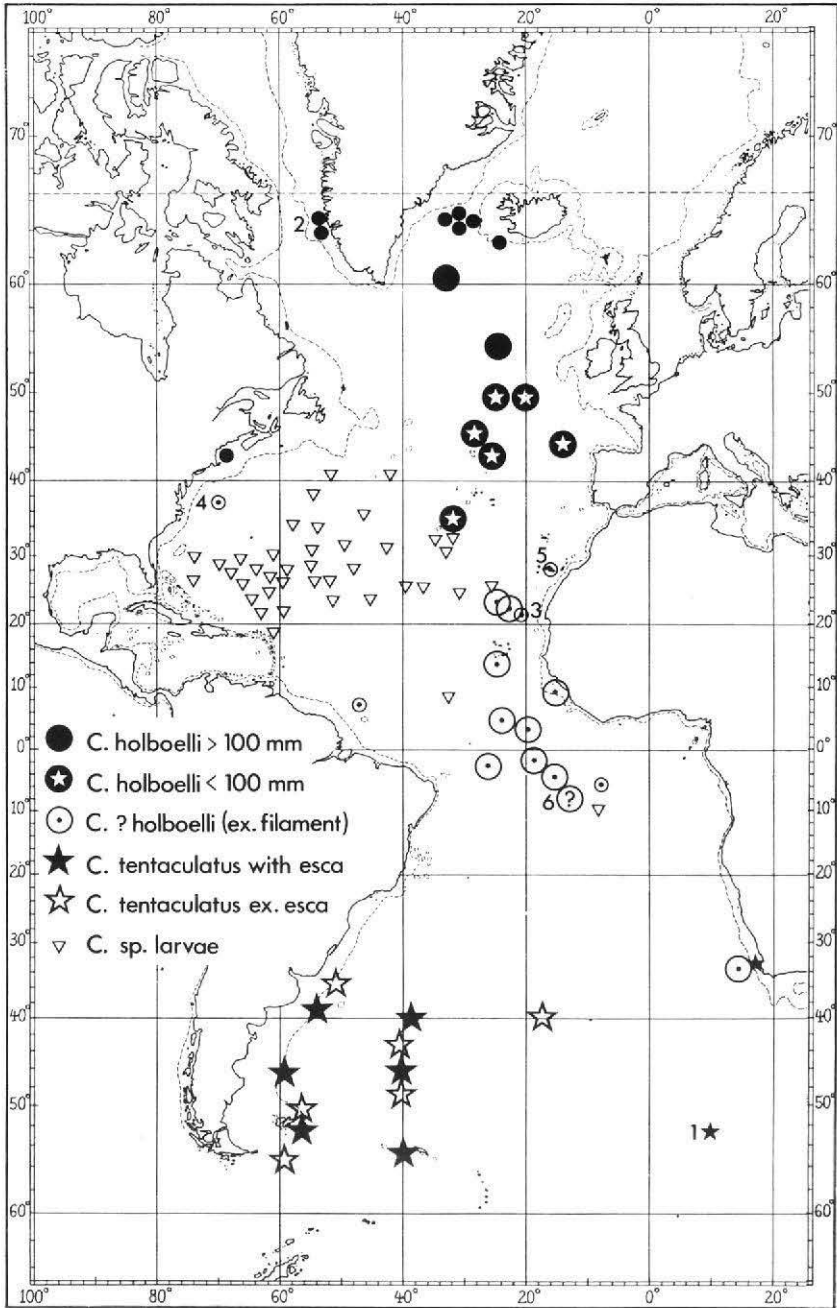 100° 80° 60° 40° 20° 0° 20°
70° 70°
2
60° 60°
50° 50°
40° 40°
4
30° 5 30°
3
20° 20°
10° 10°
C. holboelli > 100 mm
0° 0°
C. holboelli < 100 mm
6 ?
10° 10°
C. ? holboelli (ex. filament)
C. tentaculatus with esca
20° 20°
C. tentaculatus ex. esca
30° 30°
C. sp. larvae
40° 40°
50° 50°
1
60° 60°
100° 80° 60° 40° 20° 0° 20°